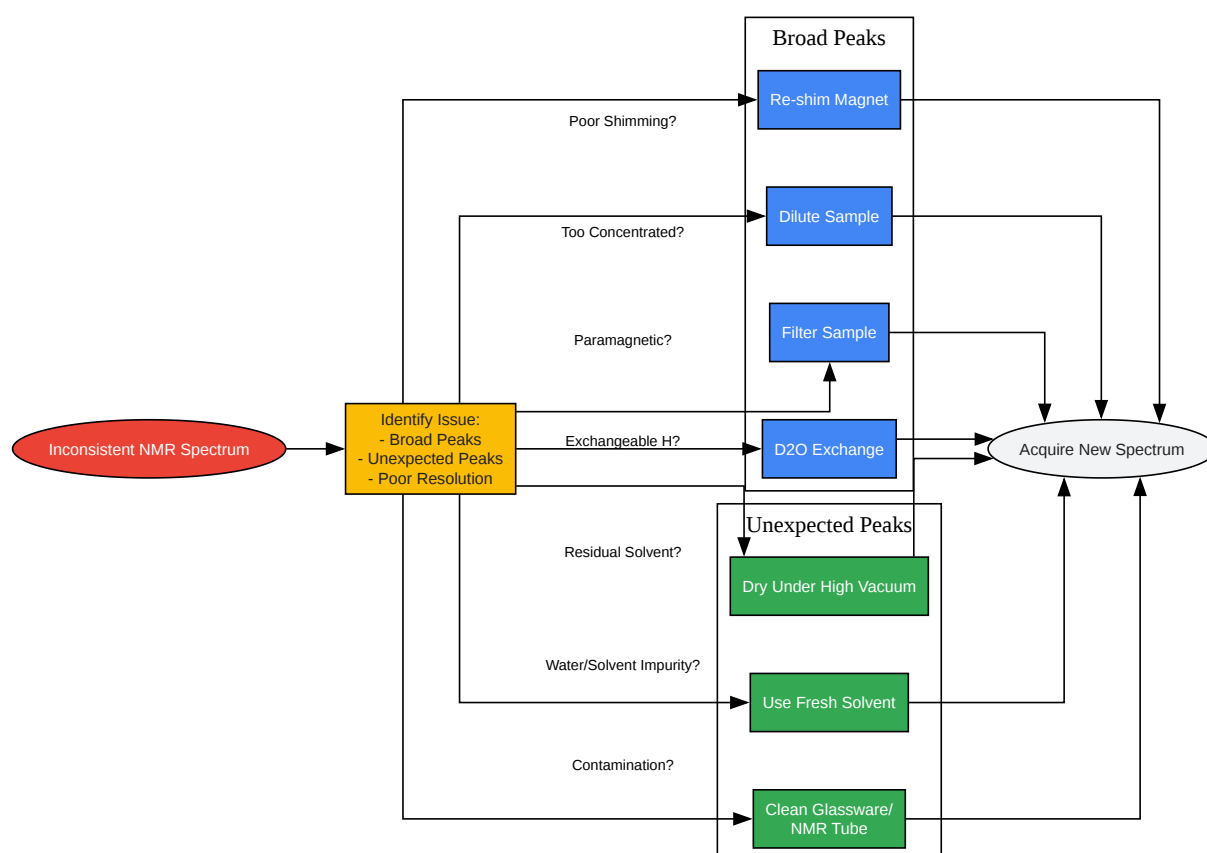 Broad Peaks
Re-shim Magnet
Poor Shimming?
Dilute Sample
Too Concentrated?
Filter Sample
Paramagnetic?
Inconsistent NMR Spectrum
Identify Issue:
- Broad Peaks
- Unexpected Peaks
- Poor Resolution
Exchangeable H?
D2O Exchange
Acquire New Spectrum
Unexpected Peaks
Residual Solvent?
Dry Under High Vacuum
Water/Solvent Impurity?
Use Fresh Solvent
Contamination?
Clean Glassware/
NMR Tube